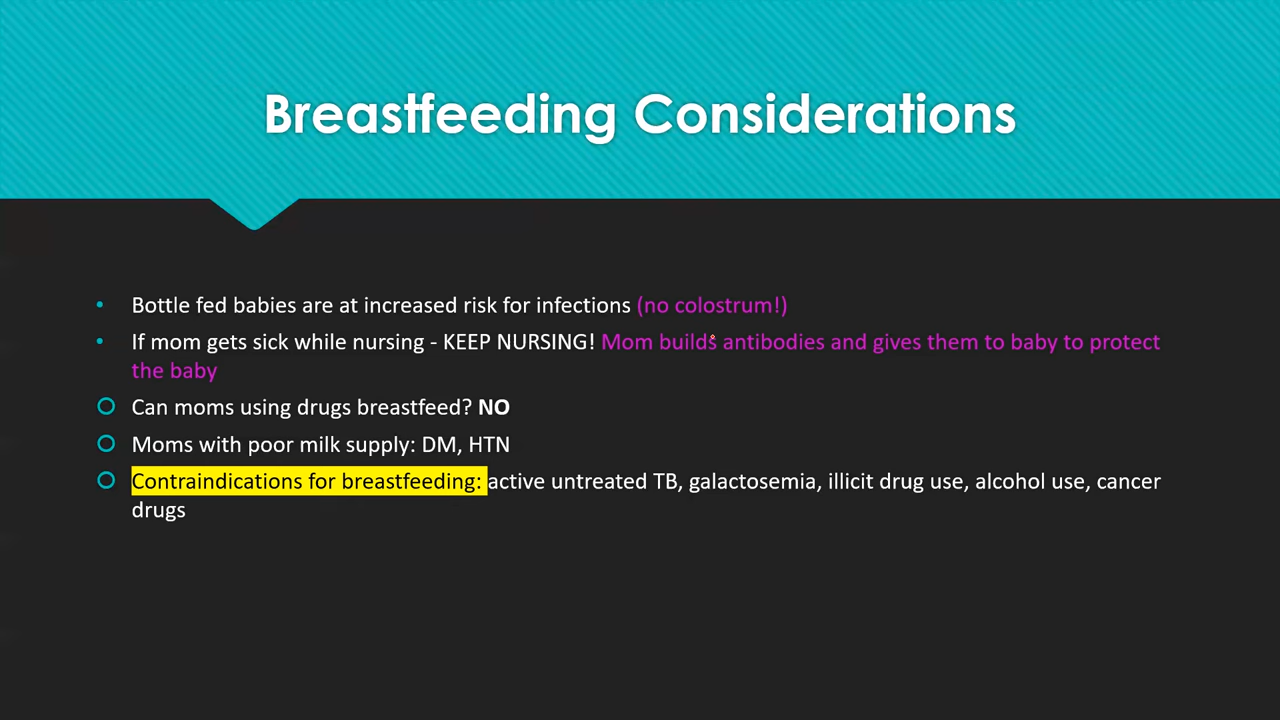 Breastfeeding Considerations
• Bottle fed babies are at increased risk for infections (no colostrum!)
• If mom gets sick while nursing - KEEP NURSING! Mom builds antibodies and gives them to baby to protect
the baby
Can moms using drugs breastfeed? NO
Moms with poor milk supply: DM, HTN
Contraindications for breastfeeding: active untreated TB, galactosemia, illicit drug use, alcohol use, cancer
drugs